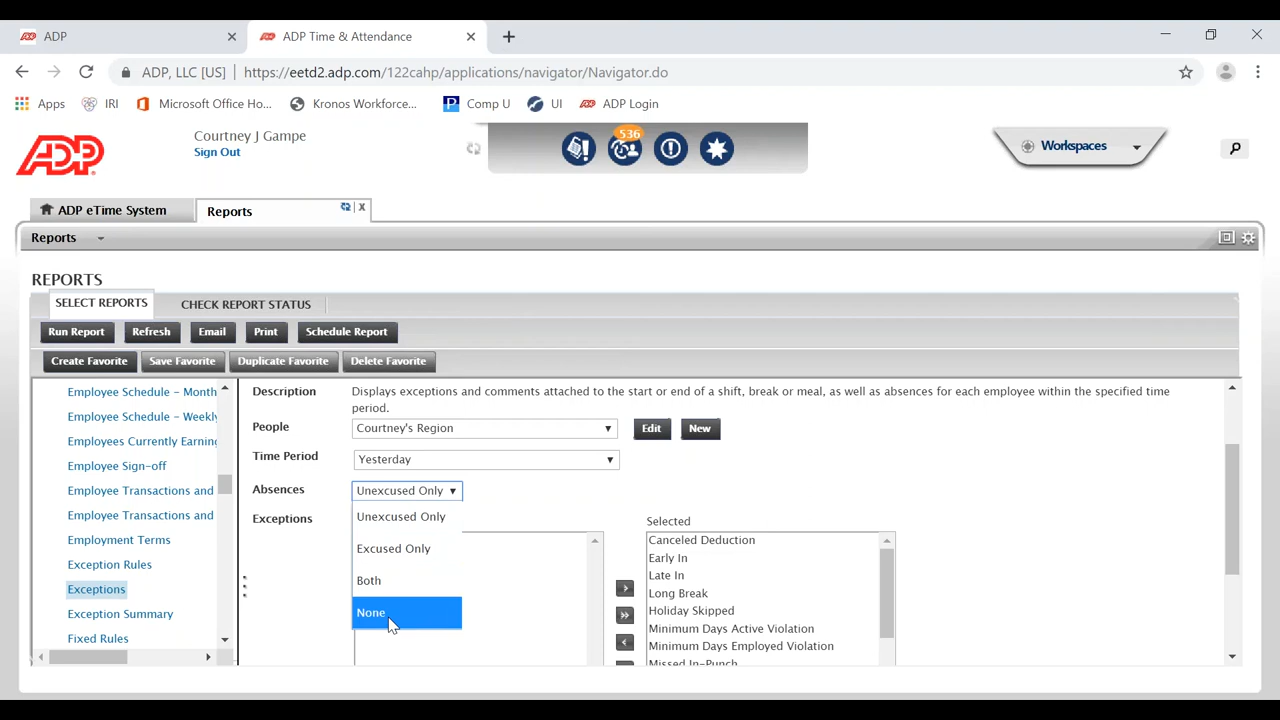 ADP
ADP Time & Attendance
ADP, LLC [US] https://eetd2.adp.com/122cahp/applications/navigator/Navigator.do
Apps
IRI
Microsoft Office Ho...
Kronos Workforce...
Comp U
UI
ADP Login
ADP
Courtney J Gampe
Sign Out
536
Workspaces
ADP eTime System
Reports
Reports
REPORTS
SELECT REPORTS
CHECK REPORT STATUS
Run Report
Refresh
Email
Print
Schedule Report
Create Favorite
Save Favorite
Duplicate Favorite
Delete Favorite
Employee Schedule - Month
Employee Schedule - Weekly
Employees Currently Earnin
Employee Sign-off
Employee Transactions and
Employee Transactions and
Employment Terms
Exception Rules
Exceptions
Exception Summary
Fixed Rules
Description
Displays exceptions and comments attached to the start or end of a shift, break or meal, as well as absences for each employee within the specified time
period.
People
Courtney's Region
Edit
New
Time Period
Yesterday
Absences
Unexcused Only
Exceptions
Unexcused Only
Excused Only
Both
None
Selected
Canceled Deduction
Early In
Late In
Long Break
Holiday Skipped
Minimum Days Active Violation
Minimum Days Employed Violation
Missed In-Punch